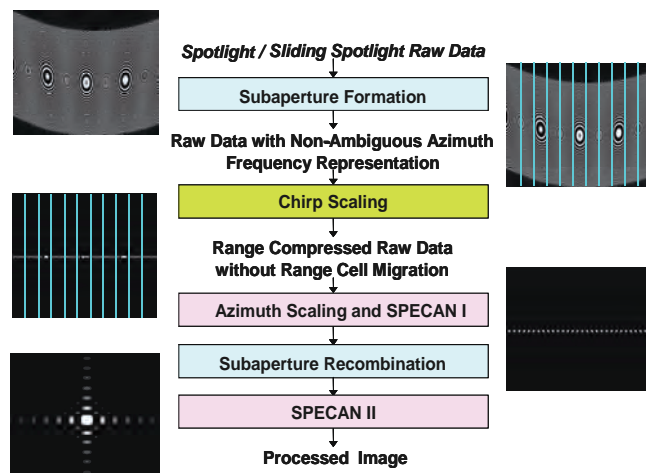 Spotlight / Sliding Spotlight Raw Data
Subaperture Formation
Raw Data with Non-Ambiguous Azimuth
Frequency Representation
Chirp Scaling
Range Compressed Raw Data
without Range Cell Migration
Azimuth Scaling and SPECAN I
Subaperture Recombination
SPECAN II
Processed Image